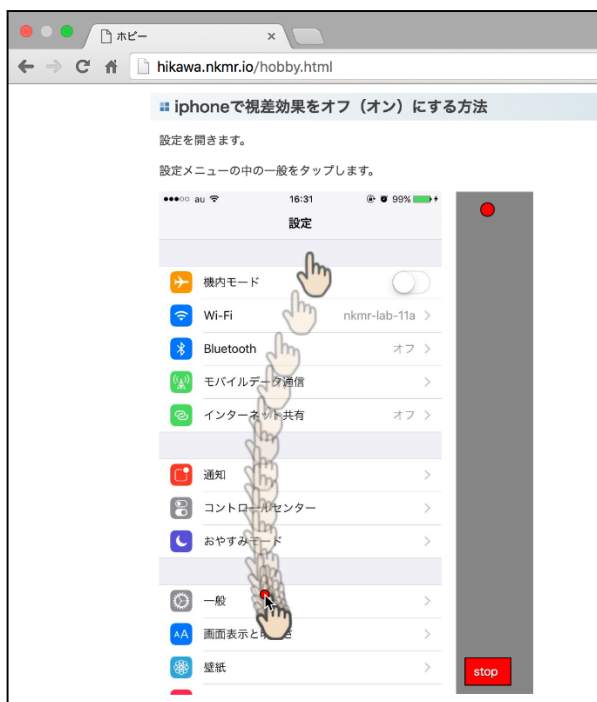 ホビー
hikawa.nkmr.io/hobby.html
iphoneで視差効果をオフ（オン）にする方法
設定を開きます。
設定メニューの中の一般をタップします。
au 16:31 99%
設定
機内モード
Wi-Fi nkmr-lab-11a
Bluetooth オフ
モバイルデータ通信
インターネット共有 オフ
通知
コントロールセンター
おやすみモード
一般
AA 画面表示と
壁紙
stop